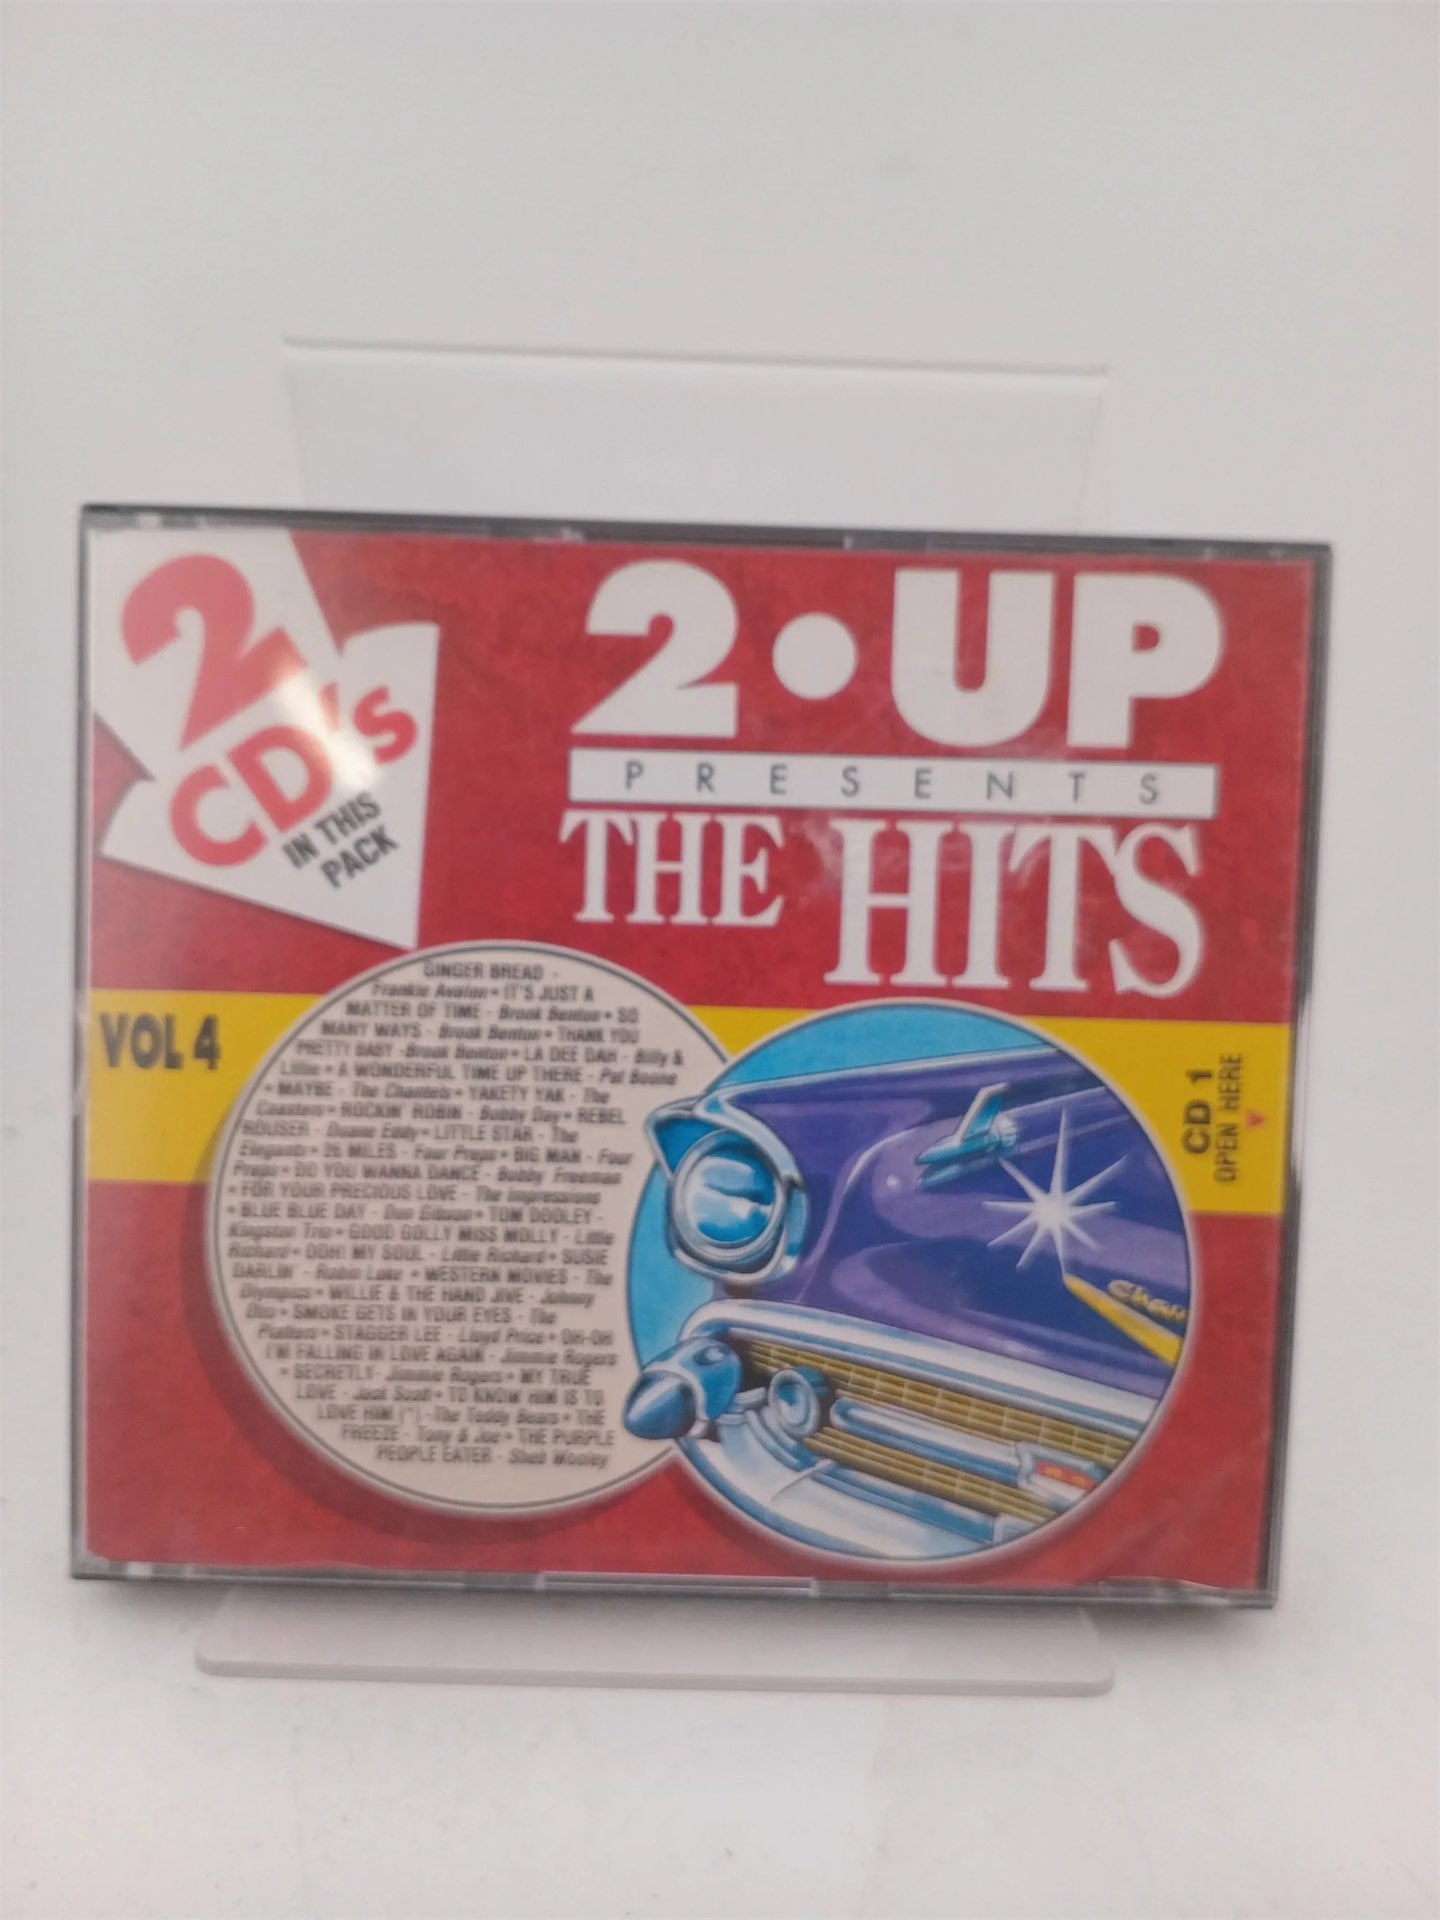 2 CD's
IN THIS
PACK
2•UP
PRESENTS
THE HITS
VOL 4
GINGER BREAD -
Frankie Avalon • IT'S JUST A
MATTER OF TIME - Brook Benton • SO
MANY WAYS - Brook Benton • THANK YOU
PRETTY BABY - Brook Benton • LA DEE DAH - Billy &
Lillie • A WONDERFUL TIME UP THERE - Pat Boone
• MAYBE - The Chantels • YAKETY YAK - The
Coasters • ROCKIN' ROBIN - Bobby Day • REBEL
ROUSER - Duane Eddy • LITTLE STAR - The
Elegants • 26 MILES - Four Preps • BIG MAN - Four
Preps • DO YOU WANNA DANCE - Bobby Freeman
• FOR YOUR PRECIOUS LOVE - The Impressions
• BLUE BLUE DAY - Don Gibson • TOM DOOLEY -
Kingston Trio • GOOD GOLLY MISS MOLLY - Little
Richard • OOH! MY SOUL - Little Richard • SUSIE
DARLIN' - Robin Luke • WESTERN MOVIES - The
Olympics • WILLIE & THE HAND JIVE - Johnny
Otis • SMOKE GETS IN YOUR EYES - The
Platters • STAGGER LEE - Lloyd Price • OH-OH
I'M FALLING IN LOVE AGAIN - Jimmie Rogers
• SECRETLY - Jimmie Rogers • MY TRUE
LOVE - Jack Scott • TO KNOW HIM IS TO
LOVE HIM (*) - The Teddy Bears • THE
FREEZE - Tony & Joe • THE PURPLE
PEOPLE EATER - Sheb Wooley
CD 1
OPEN HERE